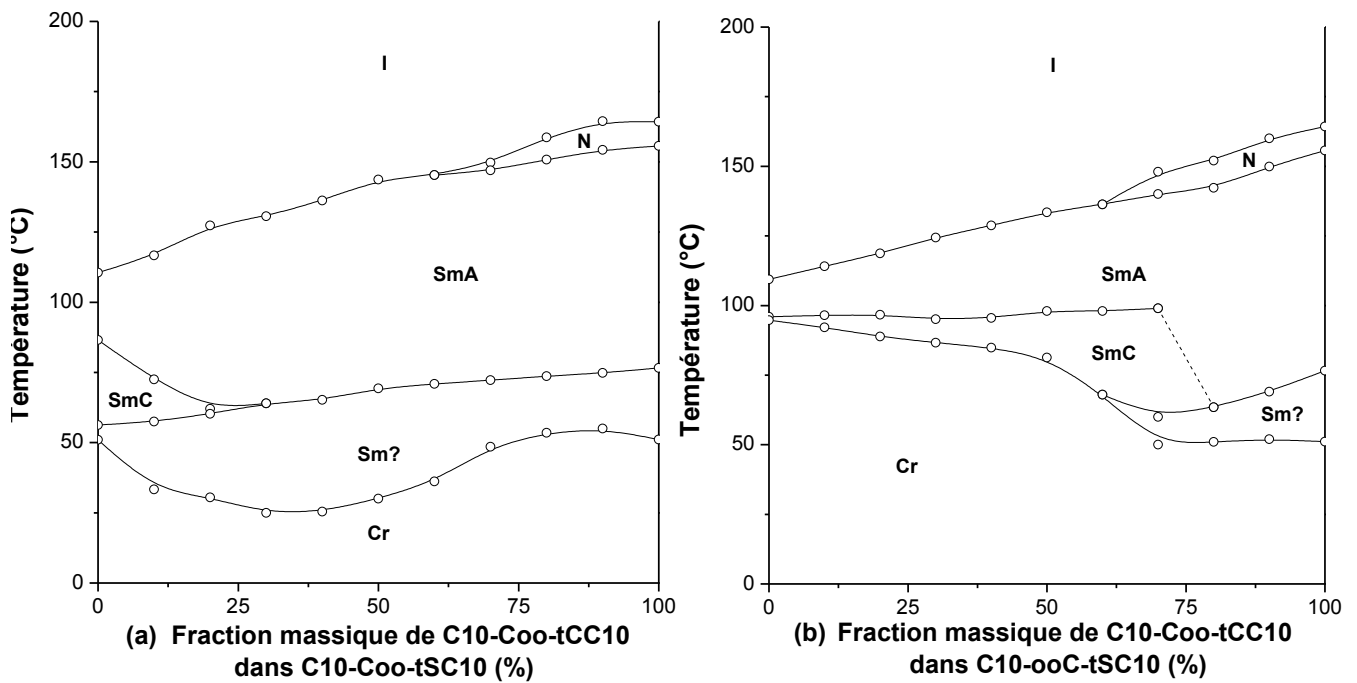 200
150
100
50
0
Température (°C)
I
N
SmA
SmC
Sm?
Cr
0
25
50
75
100
(a) Fraction massique de C10-Coo-tCC10
dans C10-Coo-tSC10 (%)
200
150
100
50
0
Température (°C)
I
N
SmA
SmC
Sm?
Cr
0
25
50
75
100
(b) Fraction massique de C10-Coo-tCC10
dans C10-ooC-tSC10 (%)